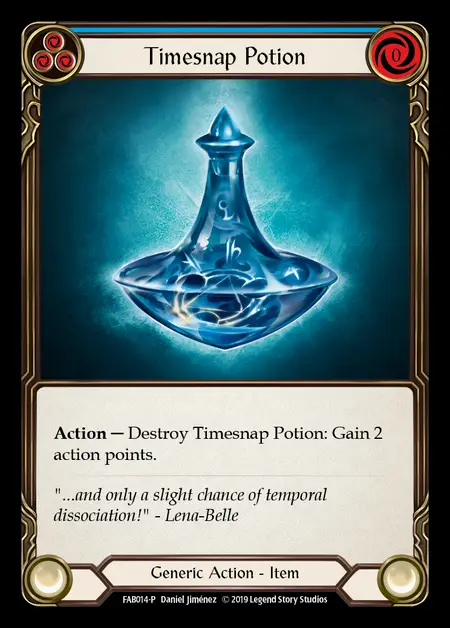 Timesnap Potion
0
Action — Destroy Timesnap Potion: Gain 2
action points.
"...and only a slight chance of temporal
dissociation!" - Lena-Belle
Generic Action - Item
FAB014-P Daniel Jiménez © 2019 Legend Story Studios